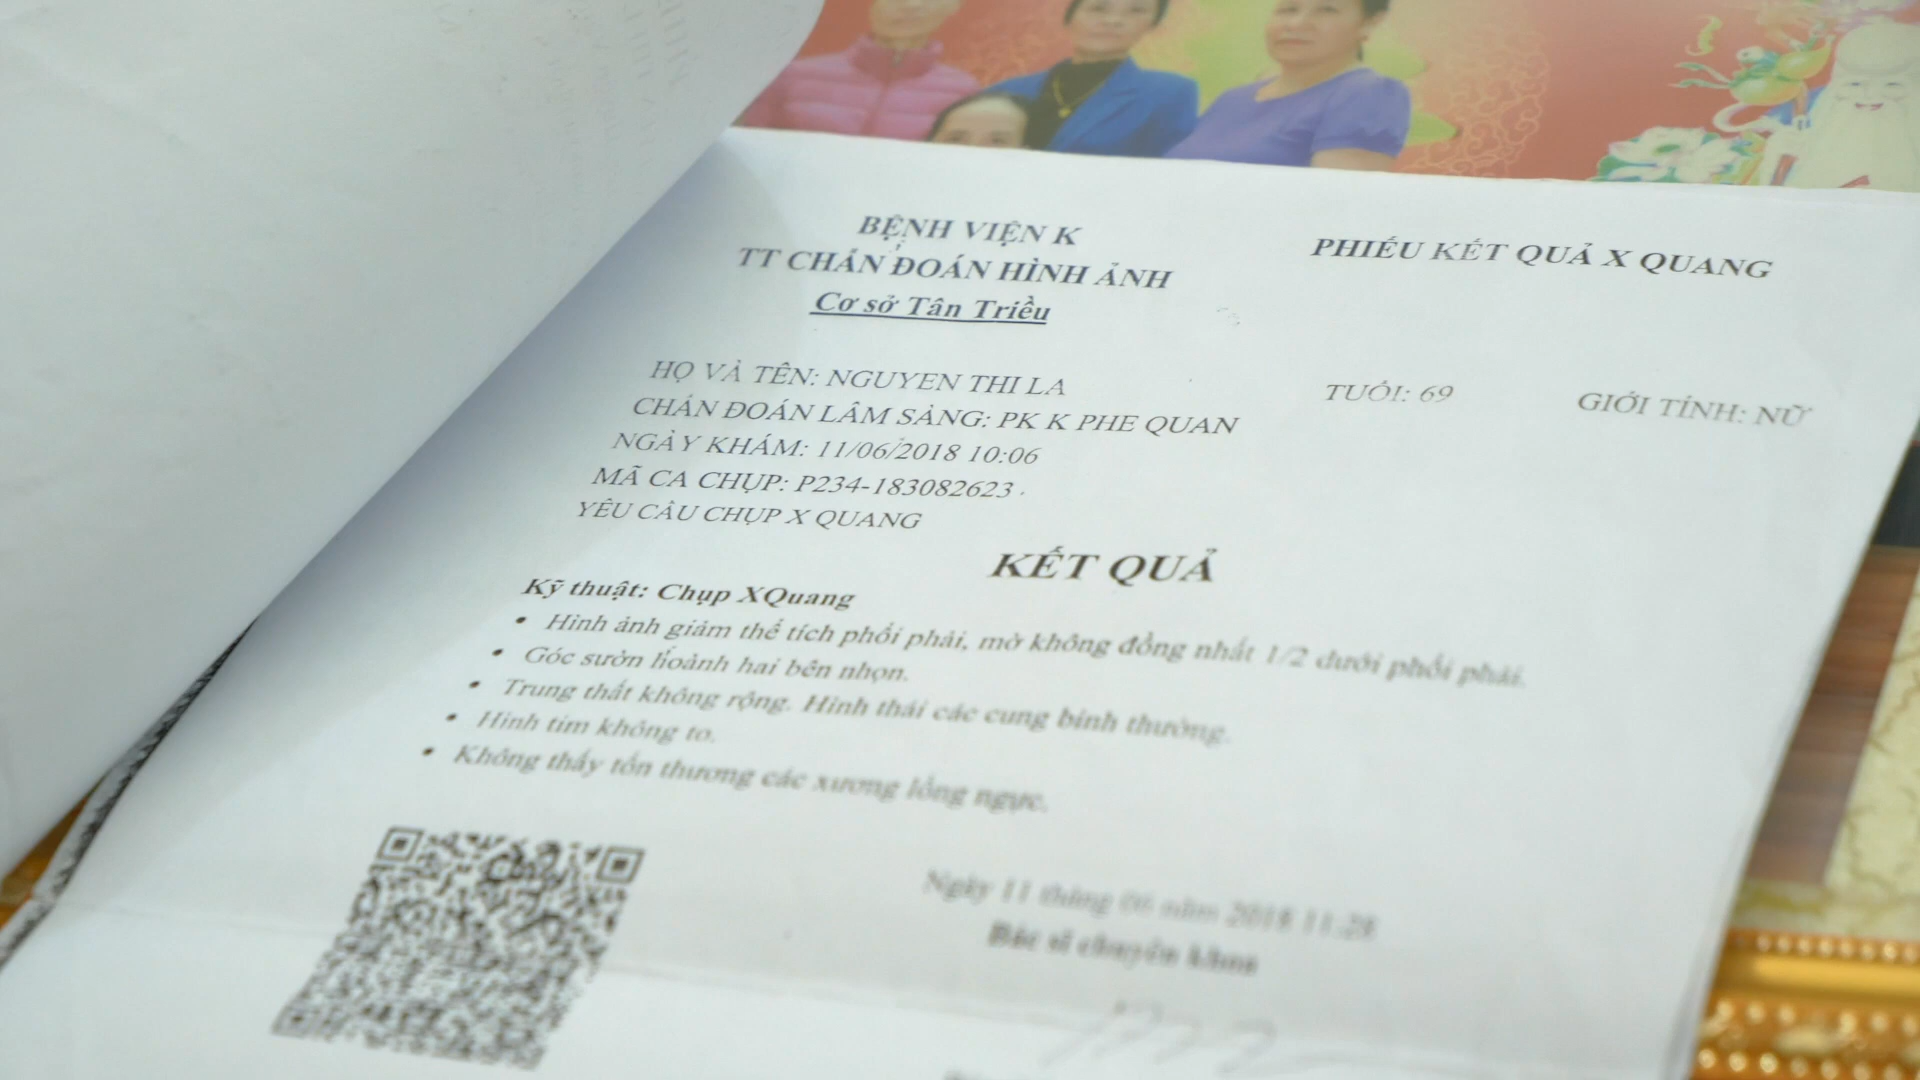 BỆNH VIỆN K
TT CHẨN ĐOÁN HÌNH ẢNH
Cơ sở Tân Triều
PHIẾU KẾT QUẢ X QUANG
HỌ VÀ TÊN: NGUYEN THI LA
TUỔI: 69
GIỚI TÍNH: NỮ
CHẨN ĐOÁN LÂM SÀNG: PK K PHE QUAN
NGÀY KHÁM: 11/06/2018 10:06
MÃ CA CHỤP: P234-183082623
YÊU CẦU CHỤP X QUANG
KẾT QUẢ
Kỹ thuật: Chụp XQuang
• Hình ảnh giảm thể tích phổi phải, mờ không đồng nhất 1/2 dưới phổi phải.
• Góc sườn hoành hai bên nhọn.
• Trung thất không rộng. Hình thái các cung bình thường.
• Hình tim không to.
• Không thấy tổn thương các xương lồng ngực.
Ngày 11 tháng 06 năm 2018 11:28
Bác sĩ chuyên khoa